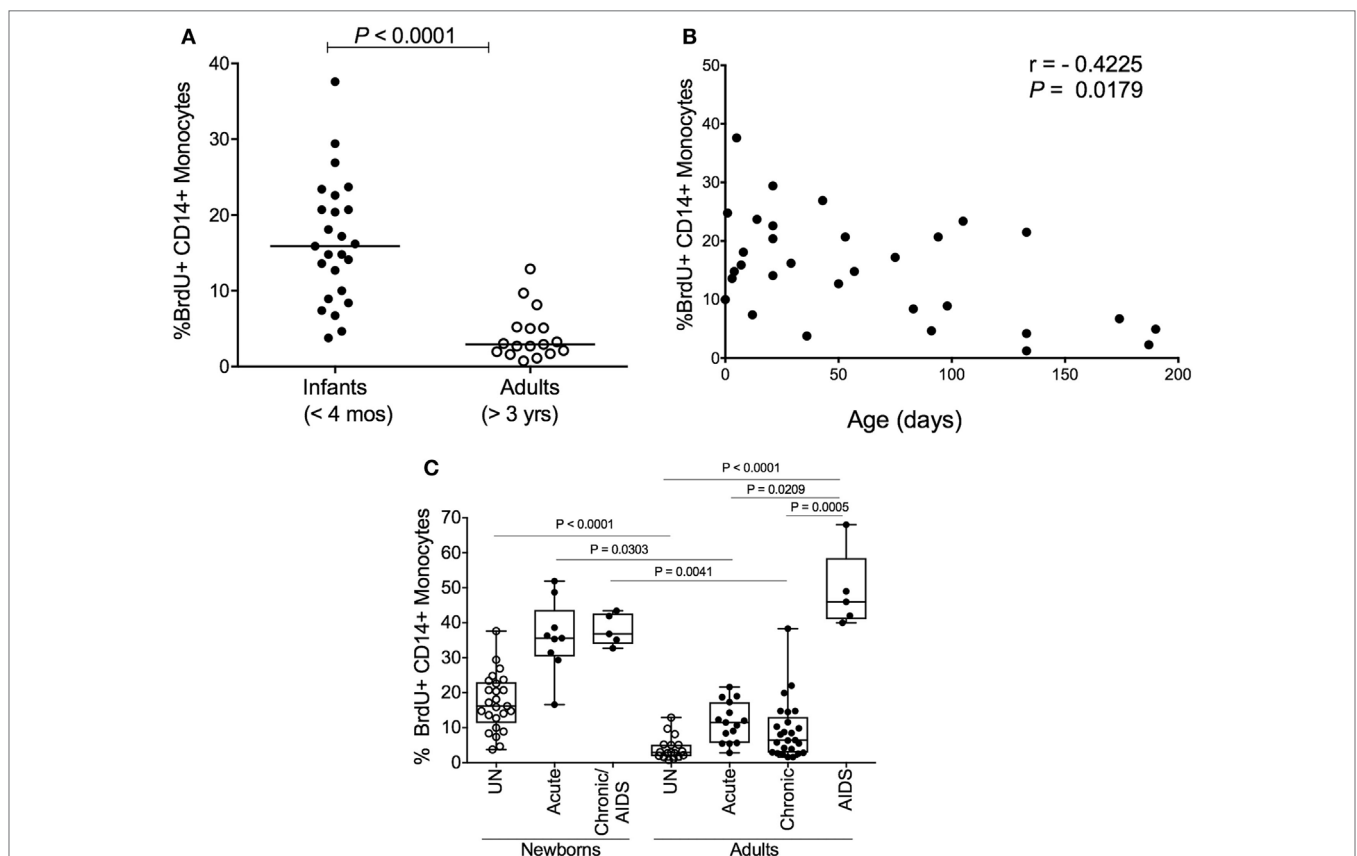 A
P < 0.0001
%BrdU+ CD14+ Monocytes
40
30
20
10
0
Infants
(< 4 mos)
Adults
(> 3 yrs)
B
r = - 0.4225
P = 0.0179
%BrdU+ CD14+ Monocytes
50
40
30
20
10
0
0 50 100 150 200
Age (days)
C
P < 0.0001
P = 0.0209
P = 0.0005
P < 0.0001
P = 0.0303
P = 0.0041
% BrdU+ CD14+ Monocytes
70
60
50
40
30
20
10
0
UN
Acute
Chronic/
AIDS
UN
Acute
Chronic
AIDS
Newborns
Adults